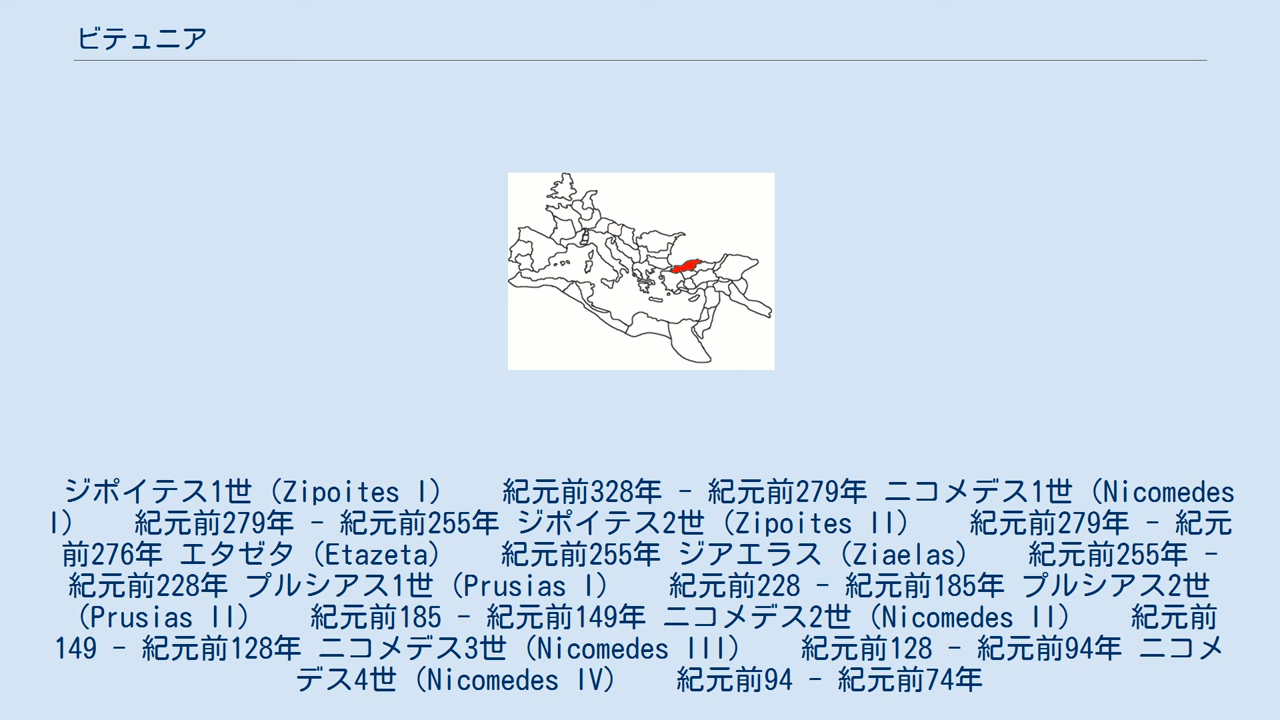 ビテュニア
ジポイテス1世（Zipoites I）　　紀元前328年 - 紀元前279年 ニコメデス1世（Nicomedes
I）　　紀元前279年 - 紀元前255年 ジポイテス2世（Zipoites II）　　紀元前279年 - 紀元
前276年 エタゼタ（Etazeta）　　紀元前255年 ジアエラス（Ziaelas）　　紀元前255年 -
紀元前228年 プルシアス1世（Prusias I）　　紀元前228 - 紀元前185年 プルシアス2世
（Prusias II）　　紀元前185 - 紀元前149年 ニコメデス2世（Nicomedes II）　　紀元前
149 - 紀元前128年 ニコメデス3世（Nicomedes III）　　紀元前128 - 紀元前94年 ニコメ
デス4世（Nicomedes IV）　　紀元前94 - 紀元前74年